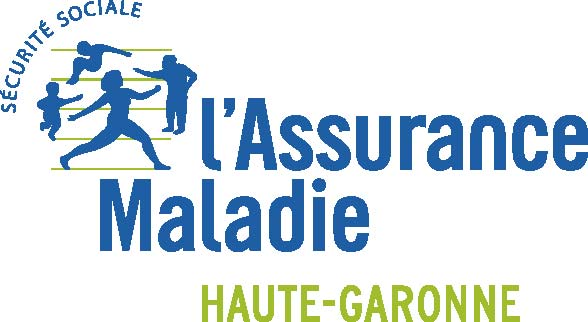 SÉCURITÉ SOCIALE
l'Assurance
Maladie
HAUTE-GARONNE